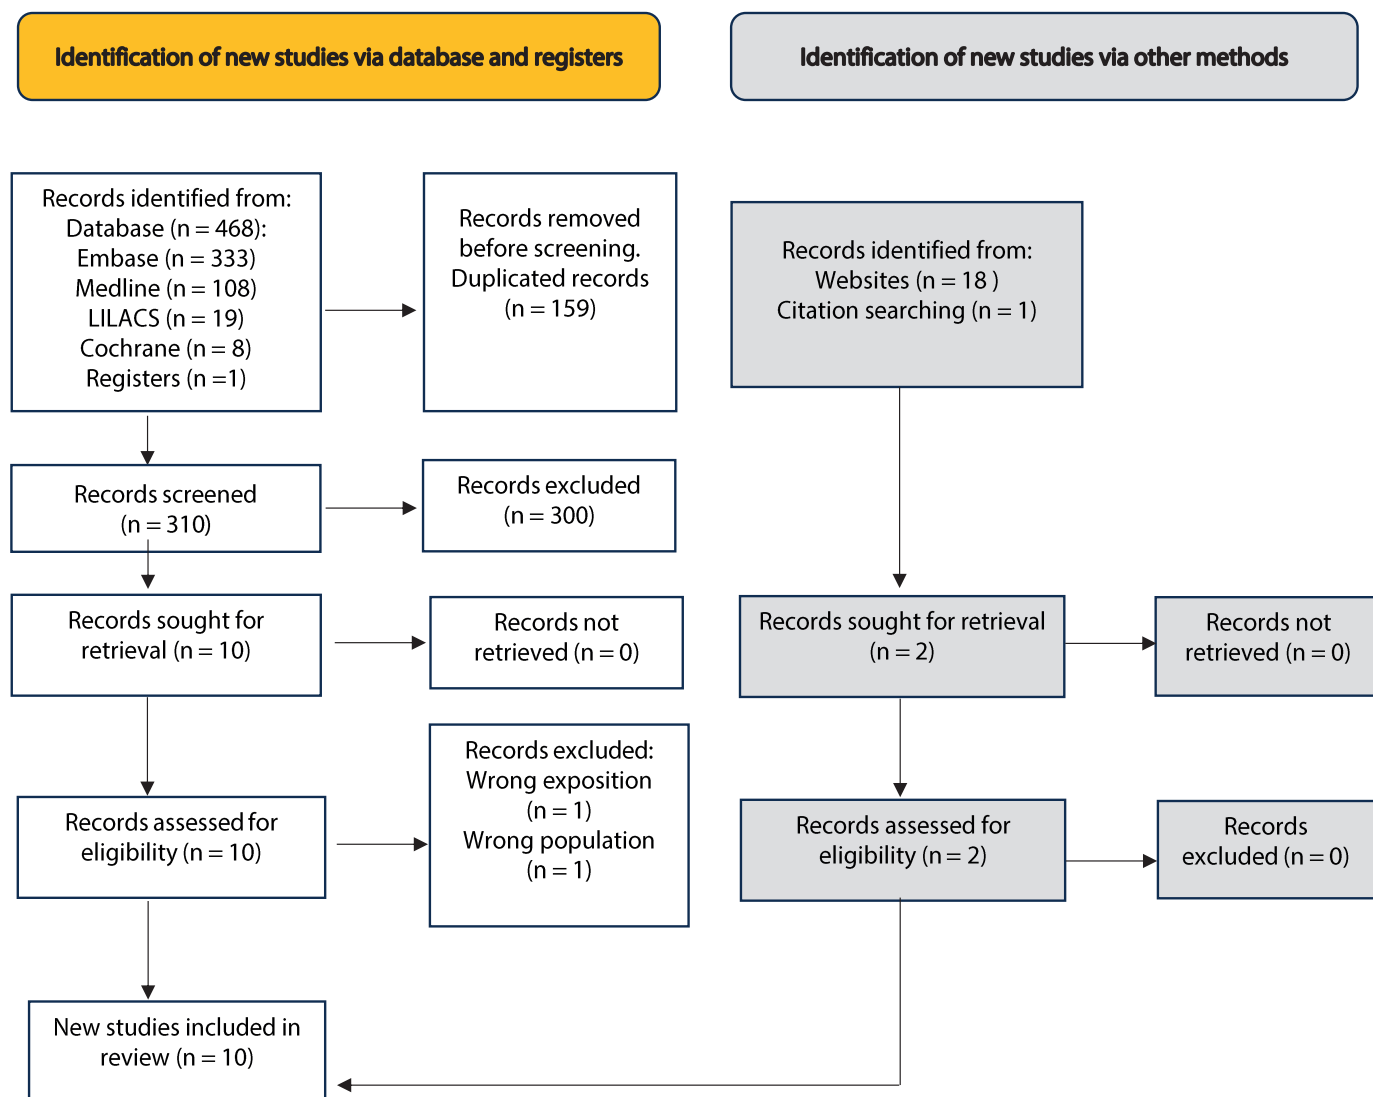 Identification of new studies via database and registers
Identification of new studies via other methods
Records identified from:
Database (n = 468):
Embase (n = 333)
Medline (n = 108)
LILACS (n = 19)
Cochrane (n = 8)
Registers (n =1)
Records removed
before screening.
Duplicated records
(n = 159)
Records identified from:
Websites (n = 18 )
Citation searching (n = 1)
Records screened
(n = 310)
Records excluded
(n = 300)
Records sought for
retrieval (n = 10)
Records not
retrieved (n = 0)
Records sought for retrieval
(n = 2)
Records not
retrieved (n = 0)
Records assessed for
eligibility (n = 10)
Records excluded:
Wrong exposition
(n = 1)
Wrong population
(n = 1)
Records assessed for
eligibility (n = 2)
Records
excluded (n = 0)
New studies included in
review (n = 10)